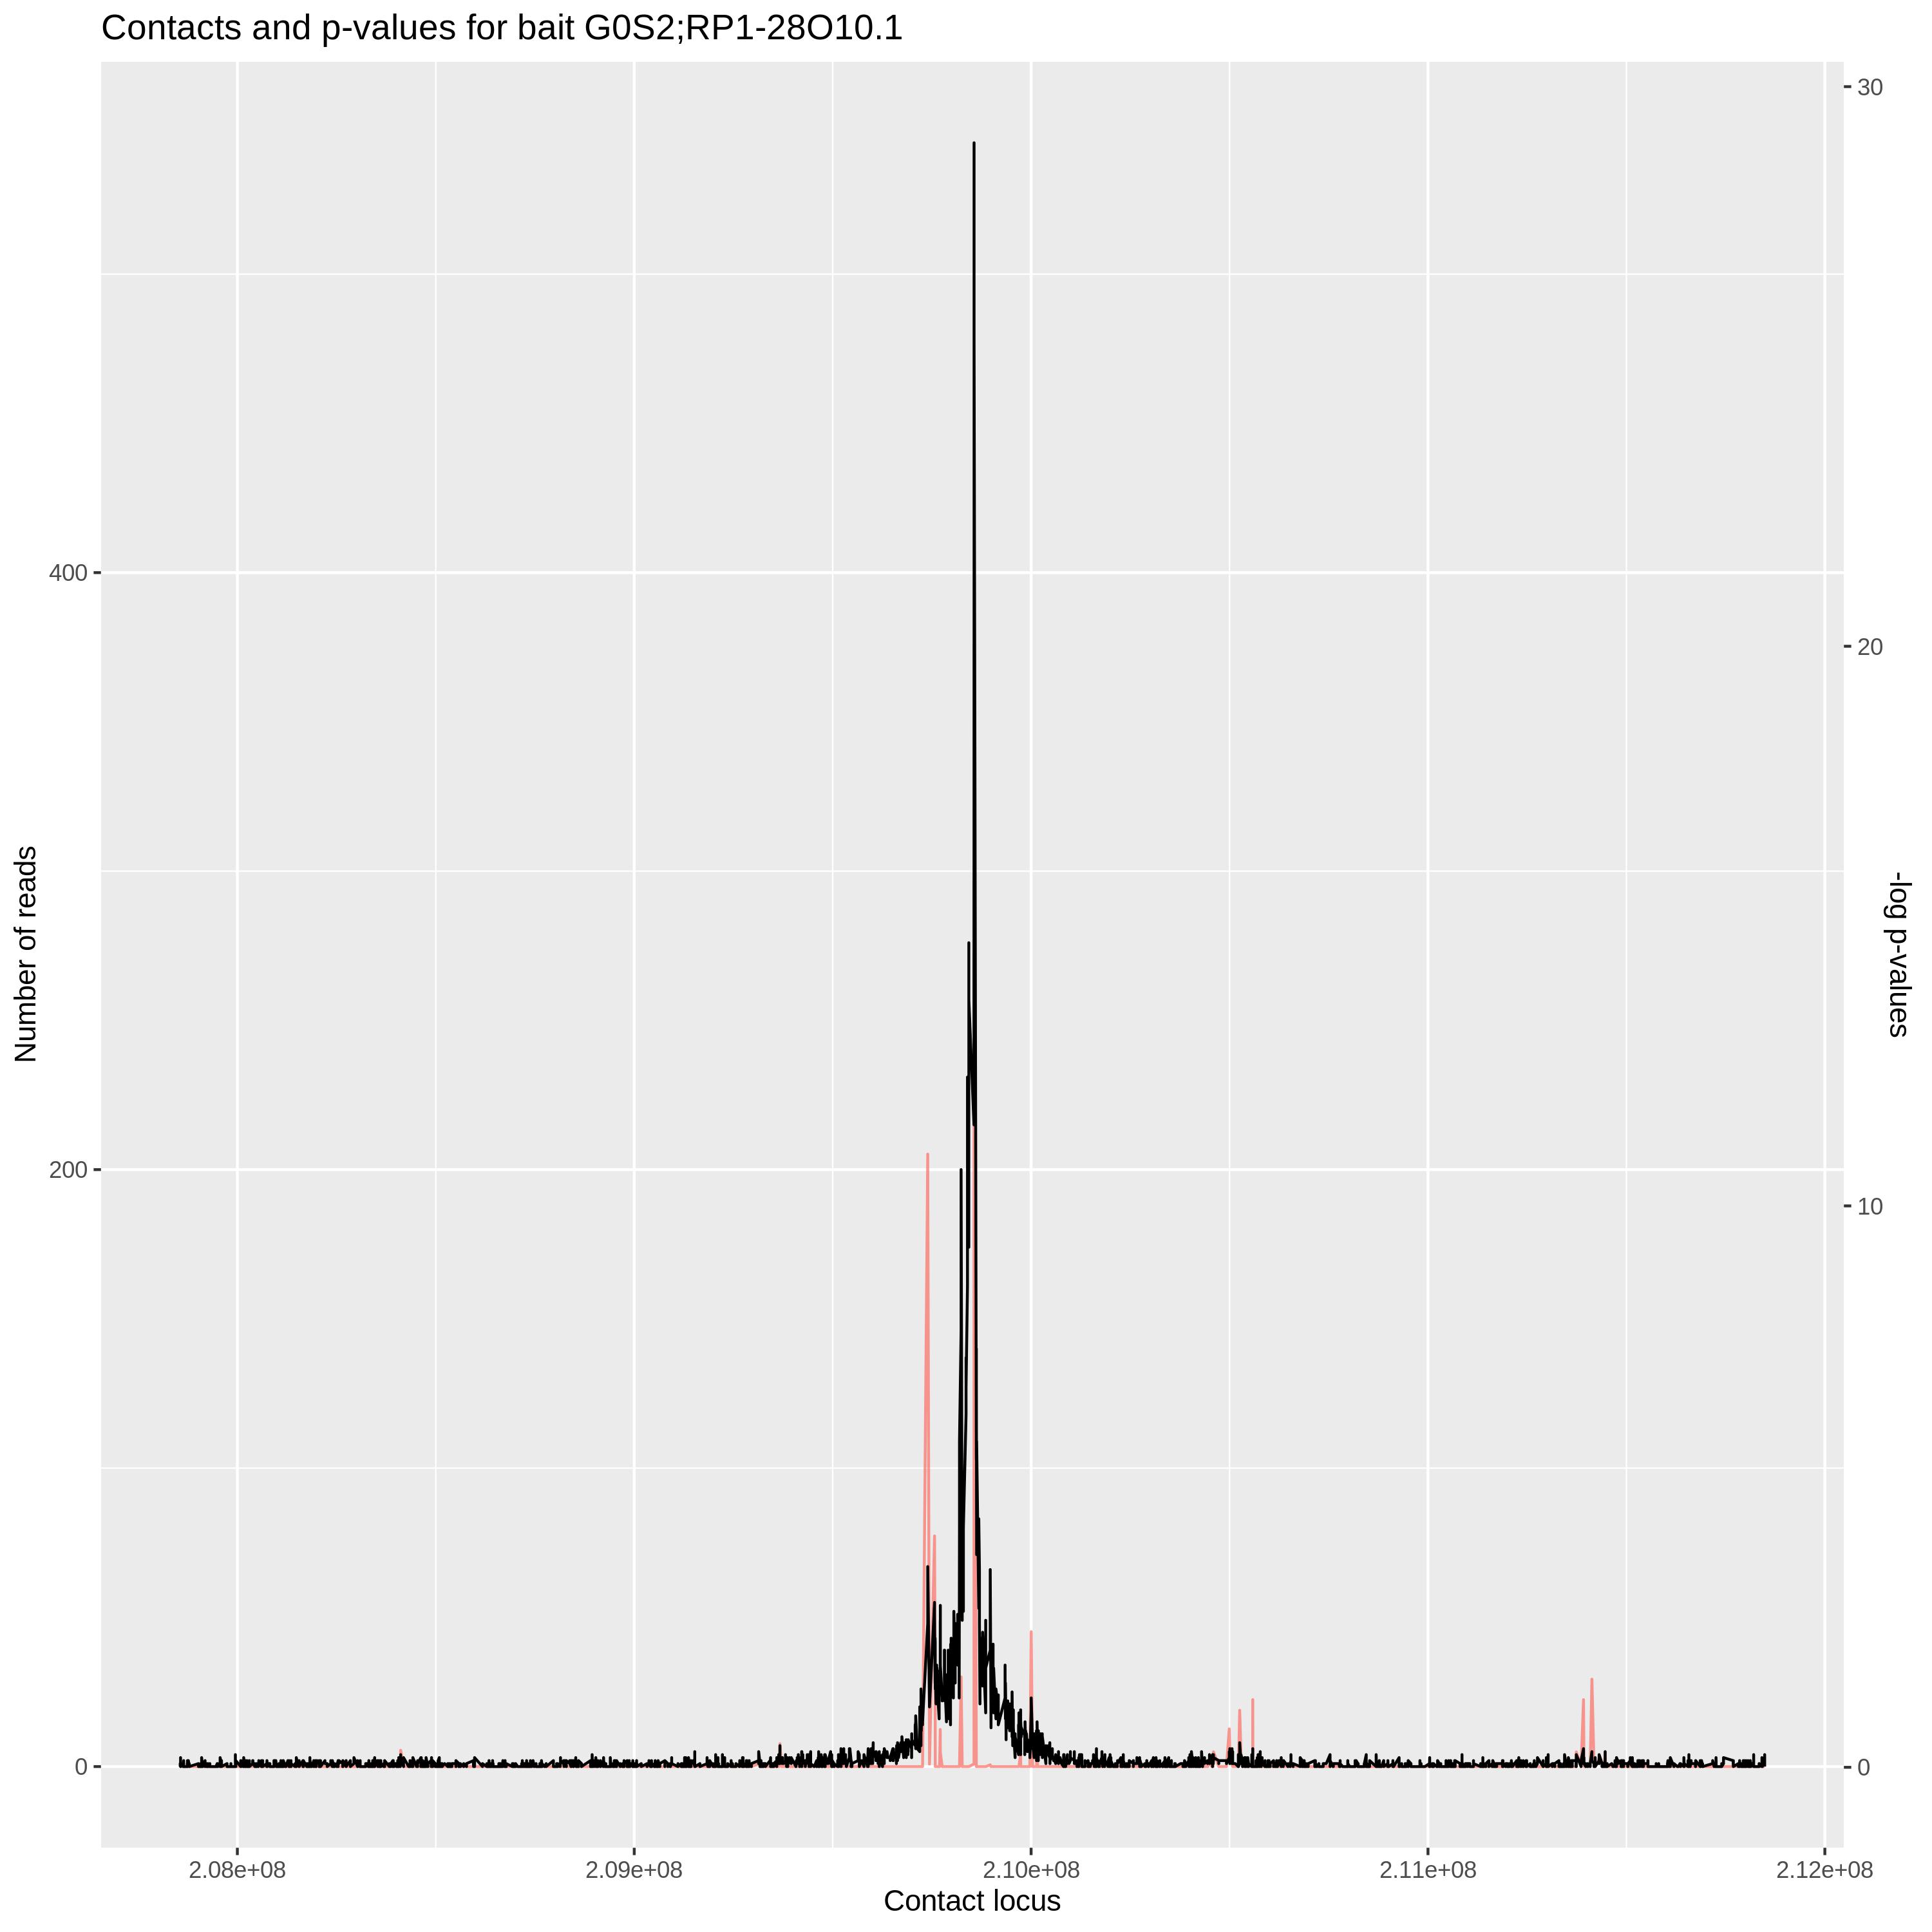 Contacts and p-values for bait G0S2;RP1-28O10.1
30
400
20
Number of reads
-log p-values
200
10
0
0
2.08e+08
2.09e+08
2.10e+08
2.11e+08
2.12e+08
Contact locus